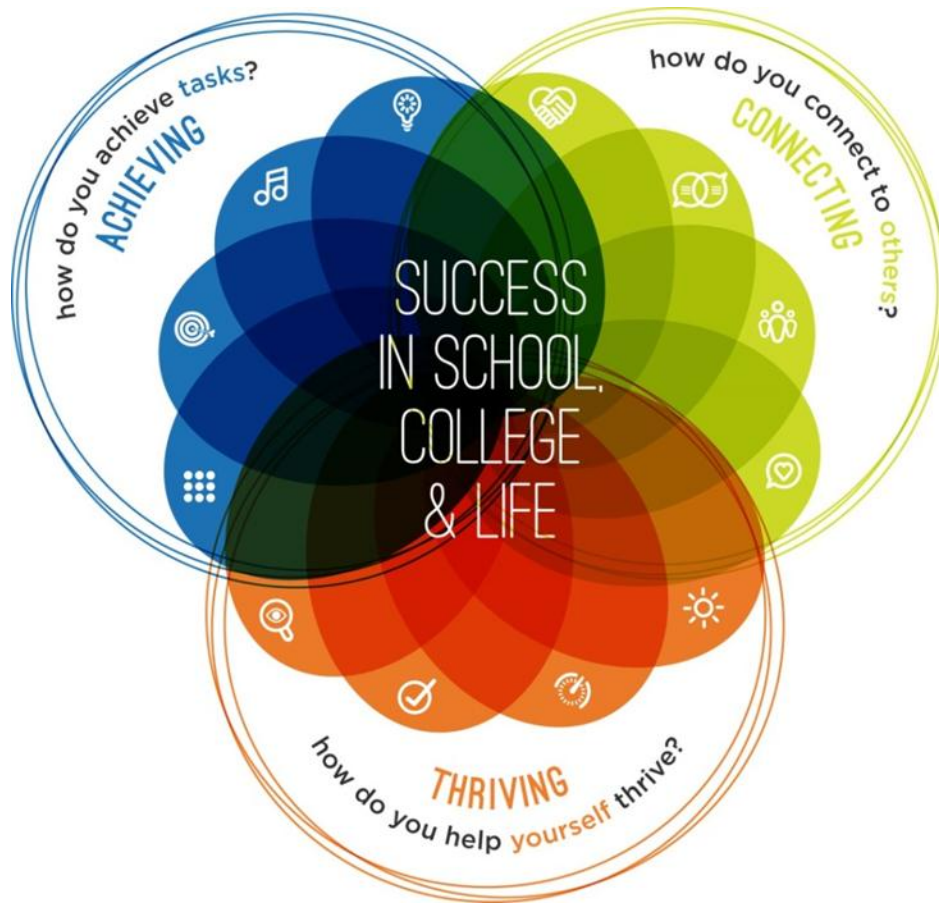 how do you achieve tasks?
ACHIEVING
how do you connect to others?
CONNECTING
SUCCESS
IN SCHOOL,
COLLEGE
& LIFE
THRIVING
how do you help yourself thrive?